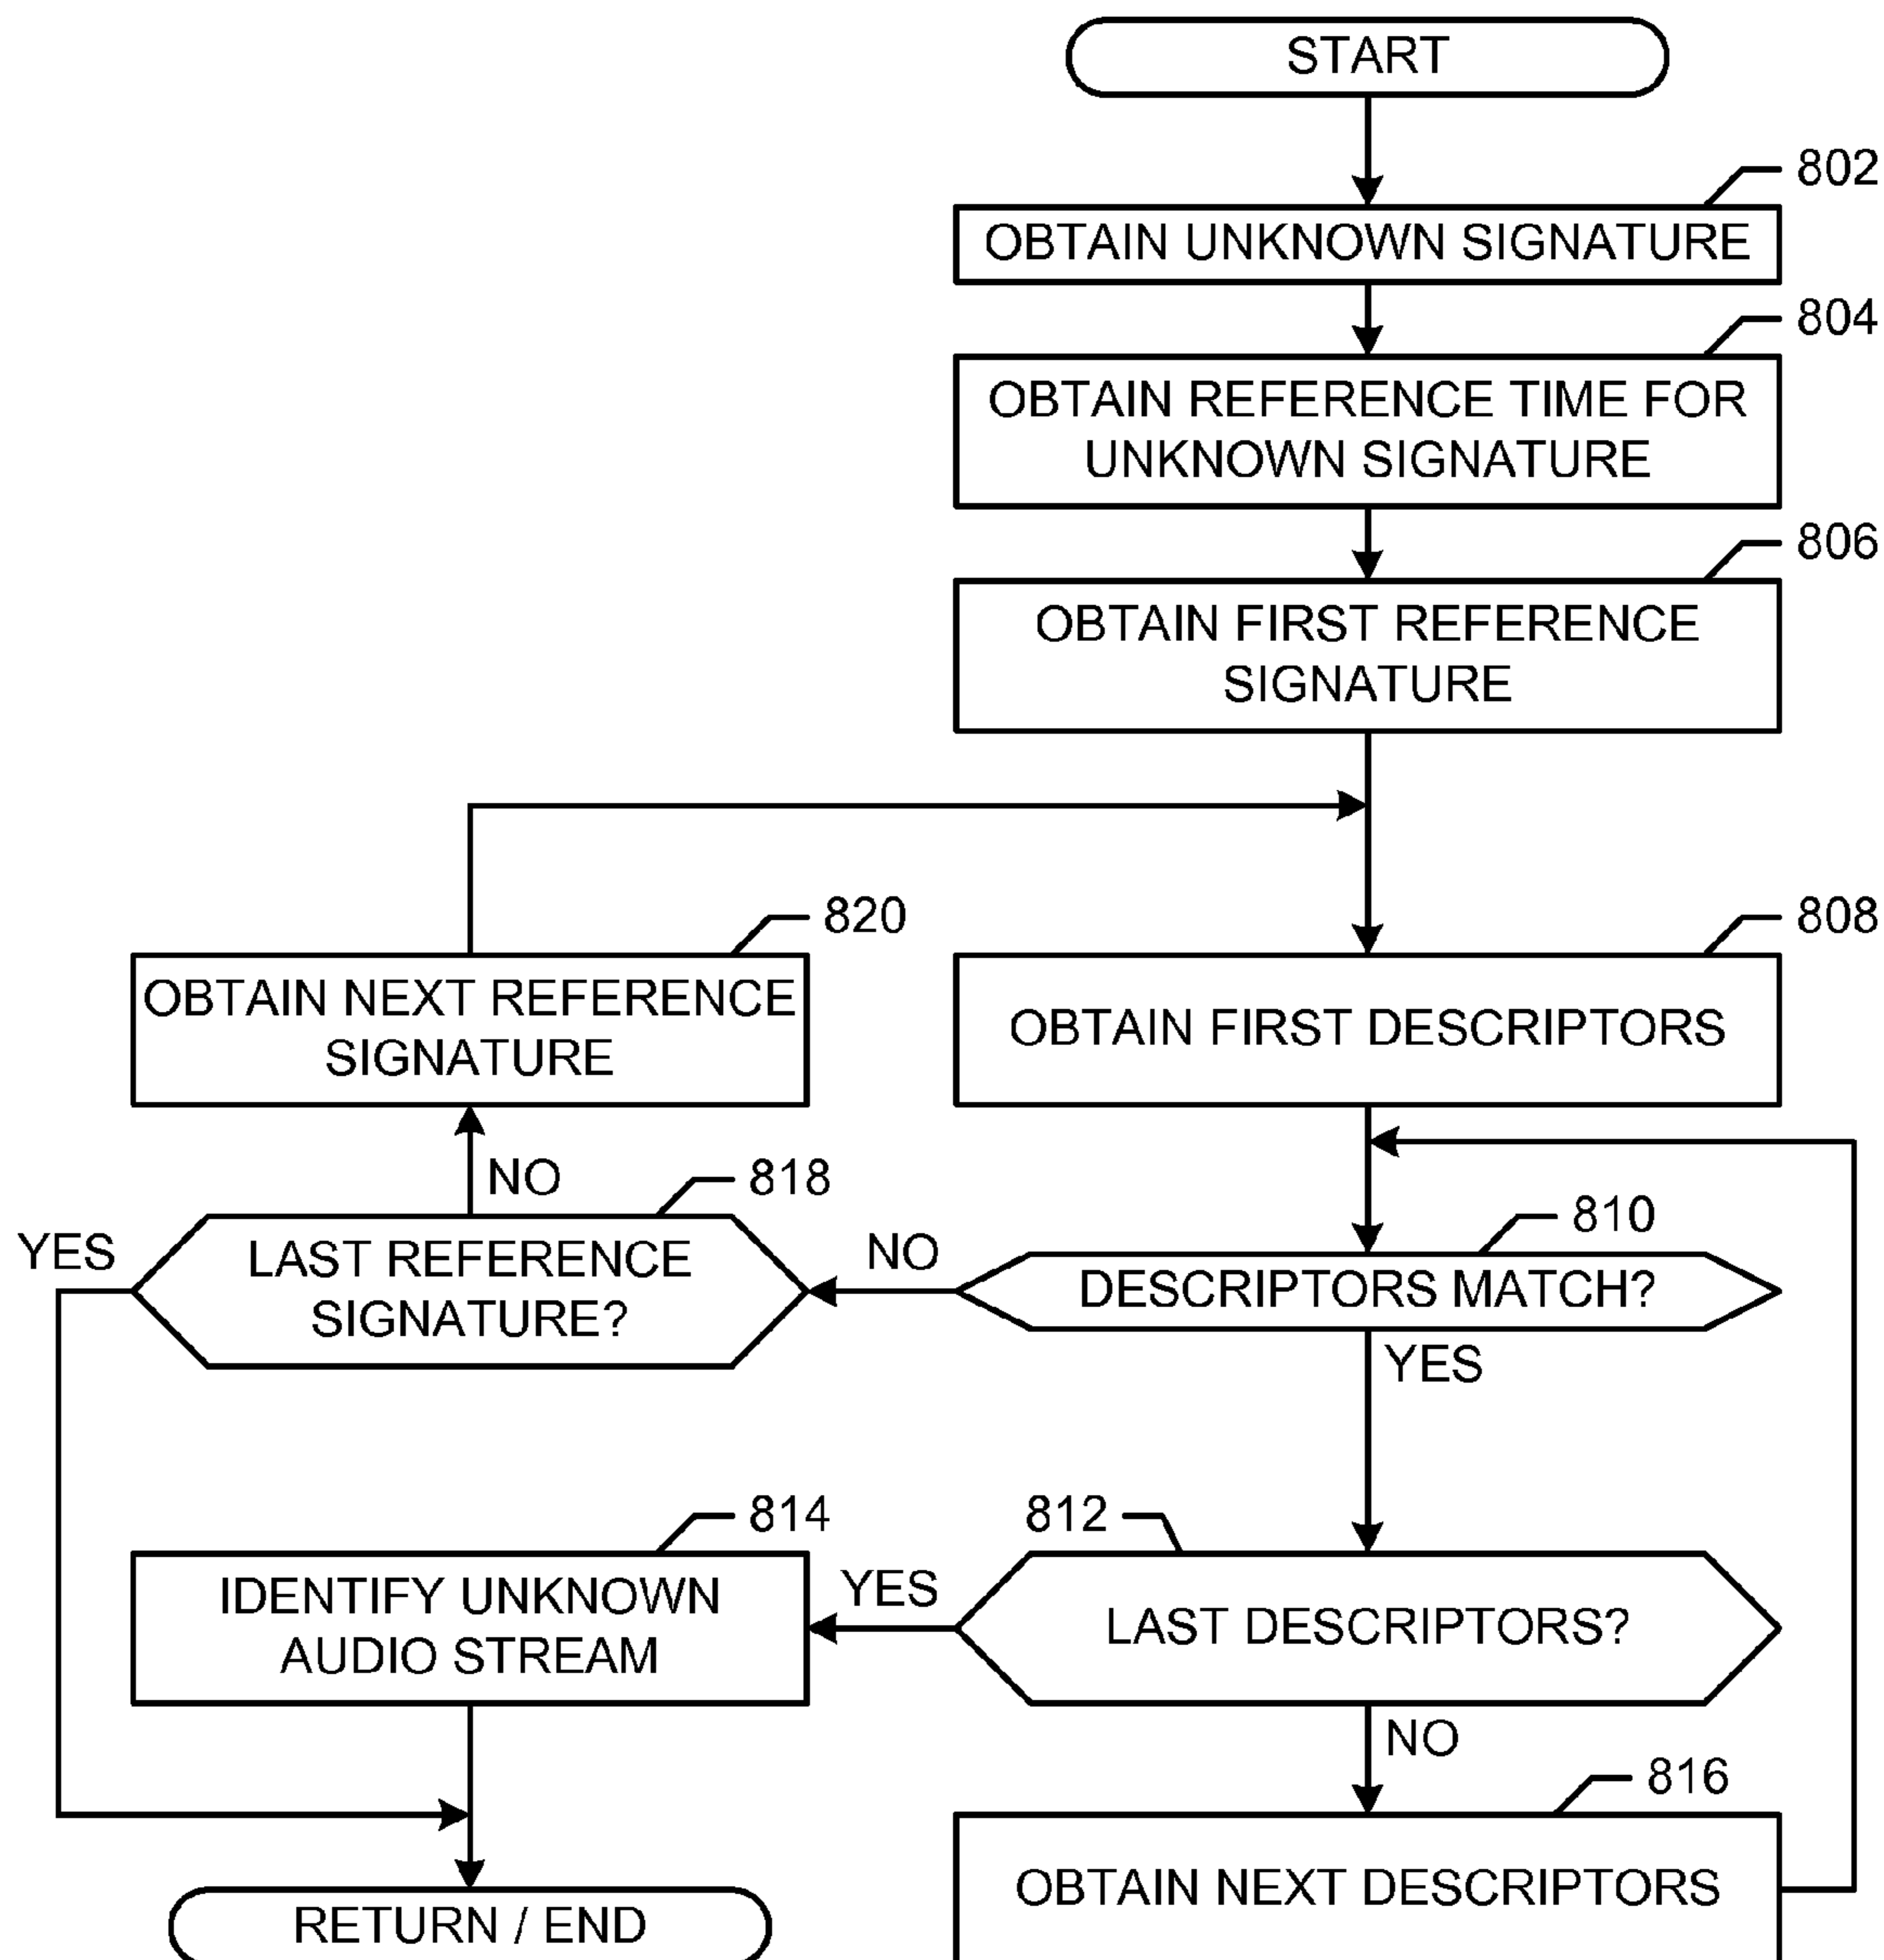 START
802
OBTAIN UNKNOWN SIGNATURE
804
OBTAIN REFERENCE TIME FOR
UNKNOWN SIGNATURE
806
OBTAIN FIRST REFERENCE
SIGNATURE
820
OBTAIN NEXT REFERENCE
SIGNATURE
808
OBTAIN FIRST DESCRIPTORS
NO
818
YES
LAST REFERENCE
SIGNATURE?
NO
810
DESCRIPTORS MATCH?
YES
814
IDENTIFY UNKNOWN
AUDIO STREAM
YES
812
LAST DESCRIPTORS?
NO
816
OBTAIN NEXT DESCRIPTORS
RETURN / END